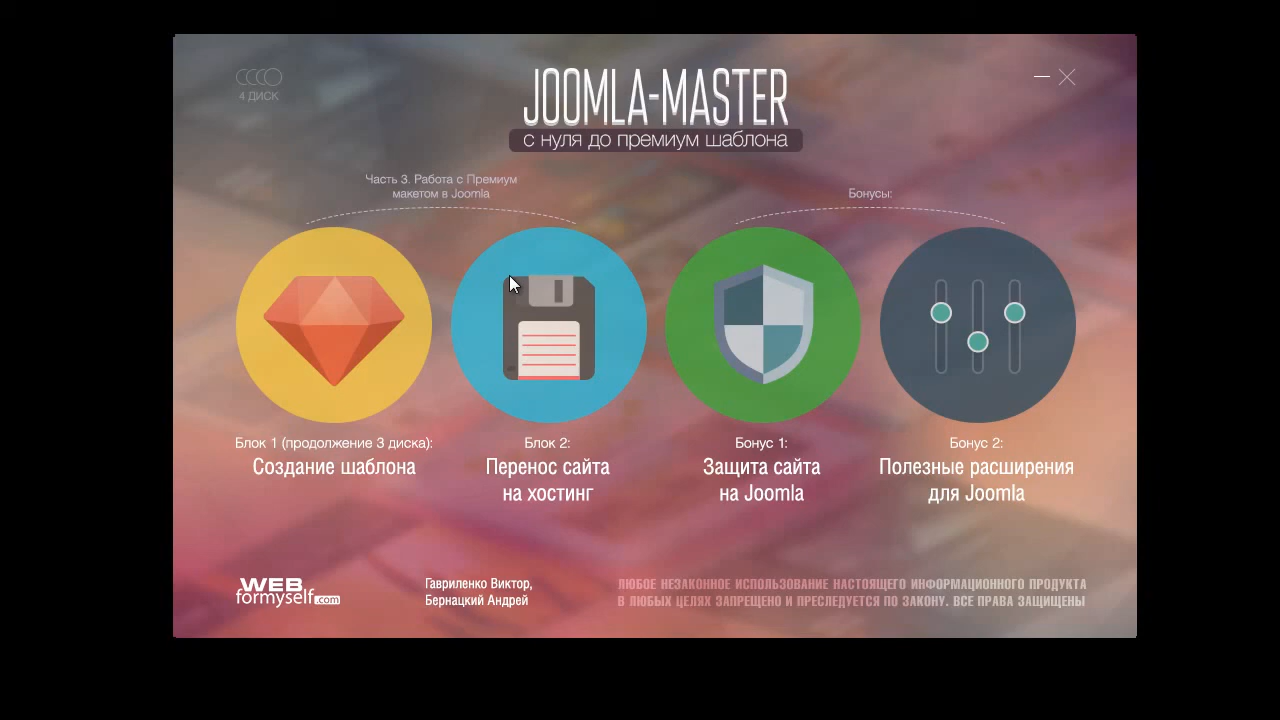 4 ДИСК
JOOMLA-MASTER
с нуля до премиум шаблона
Часть 3. Работа с Премиум
макетом в Joomla
Бонусы:
Блок 1 (продолжение 3 диска):
Создание шаблона
Блок 2:
Перенос сайта
на хостинг
Бонус 1:
Защита сайта
на Joomla
Бонус 2:
Полезные расширения
для Joomla
WEB
formyself.com
Гавриленко Виктор,
Бернацкий Андрей
ЛЮБОЕ НЕЗАКОННОЕ ИСПОЛЬЗОВАНИЕ НАСТОЯЩЕГО ИНФОРМАЦИОННОГО ПРОДУКТА
В ЛЮБЫХ ЦЕЛЯХ ЗАПРЕЩЕНО И ПРЕСЛЕДУЕТСЯ ПО ЗАКОНУ. ВСЕ ПРАВА ЗАЩИЩЕНЫ